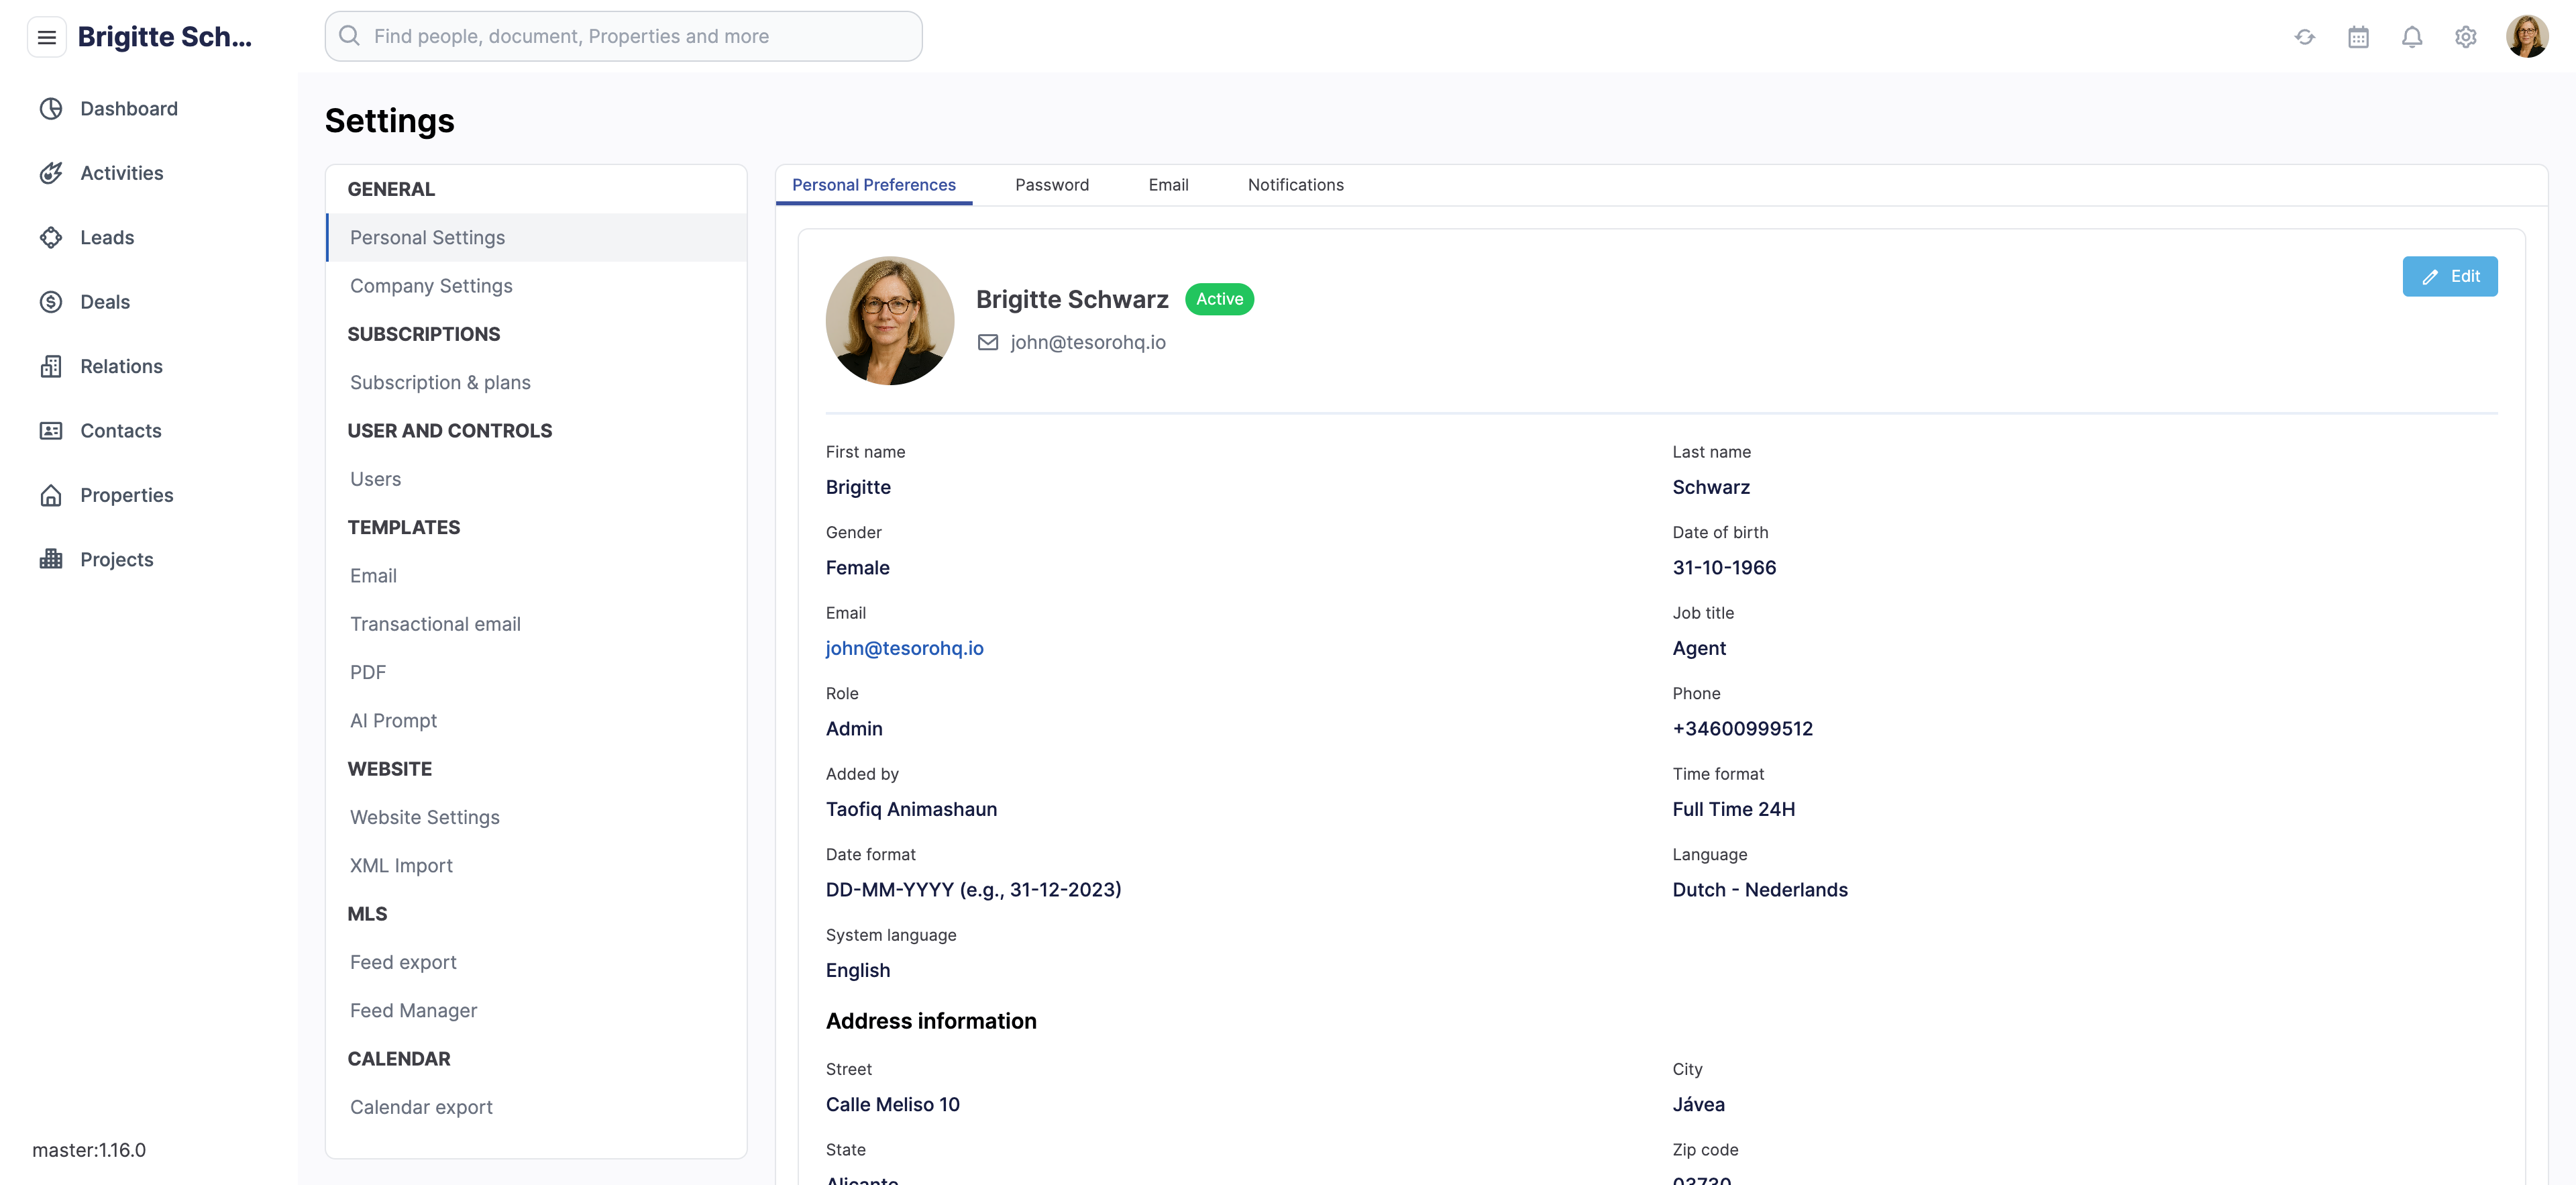 Brigitte Sch...
Find people, document, Properties and more
Dashboard
Activities
Leads
Deals
Relations
Contacts
Properties
Projects
master:1.16.0
Settings
GENERAL
Personal Settings
Company Settings
SUBSCRIPTIONS
Subscription & plans
USER AND CONTROLS
Users
TEMPLATES
Email
Transactional email
PDF
AI Prompt
WEBSITE
Website Settings
XML Import
MLS
Feed export
Feed Manager
CALENDAR
Calendar export
Personal Preferences Password Email Notifications
Brigitte Schwarz Active
john@tesorohq.io
Edit
First name
Brigitte
Last name
Schwarz
Gender
Female
Date of birth
31-10-1966
Email
john@tesorohq.io
Job title
Agent
Role
Admin
Phone
+34600999512
Added by
Taofiq Animashaun
Time format
Full Time 24H
Date format
DD-MM-YYYY (e.g., 31-12-2023)
Language
Dutch - Nederlands
System language
English
Address information
Street
Calle Meliso 10
City
Jávea
State
Alicante
Zip code
03730